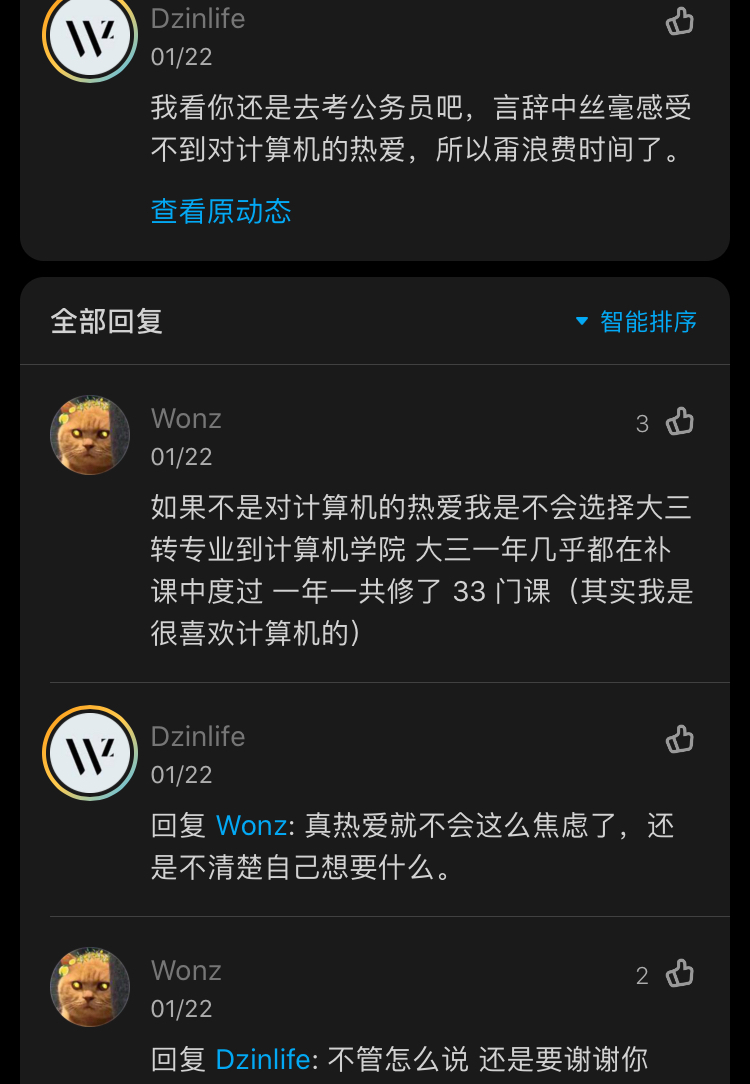 Dzinlife
01/22
我看你还是去考公务员吧，言辞中丝毫感受
不到对计算机的热爱，所以甭浪费时间了。
查看原动态
全部回复
智能排序
Wonz
3
01/22
如果不是对计算机的热爱我是不会选择大三
转专业到计算机学院 大三一年几乎都在补
课中度过 一年一共修了 33 门课（其实我是
很喜欢计算机的）
Dzinlife
01/22
回复 Wonz: 真热爱就不会这么焦虑了，还
是不清楚自己想要什么。
Wonz
2
01/22
回复 Dzinlife: 不管怎么说 还是要谢谢你